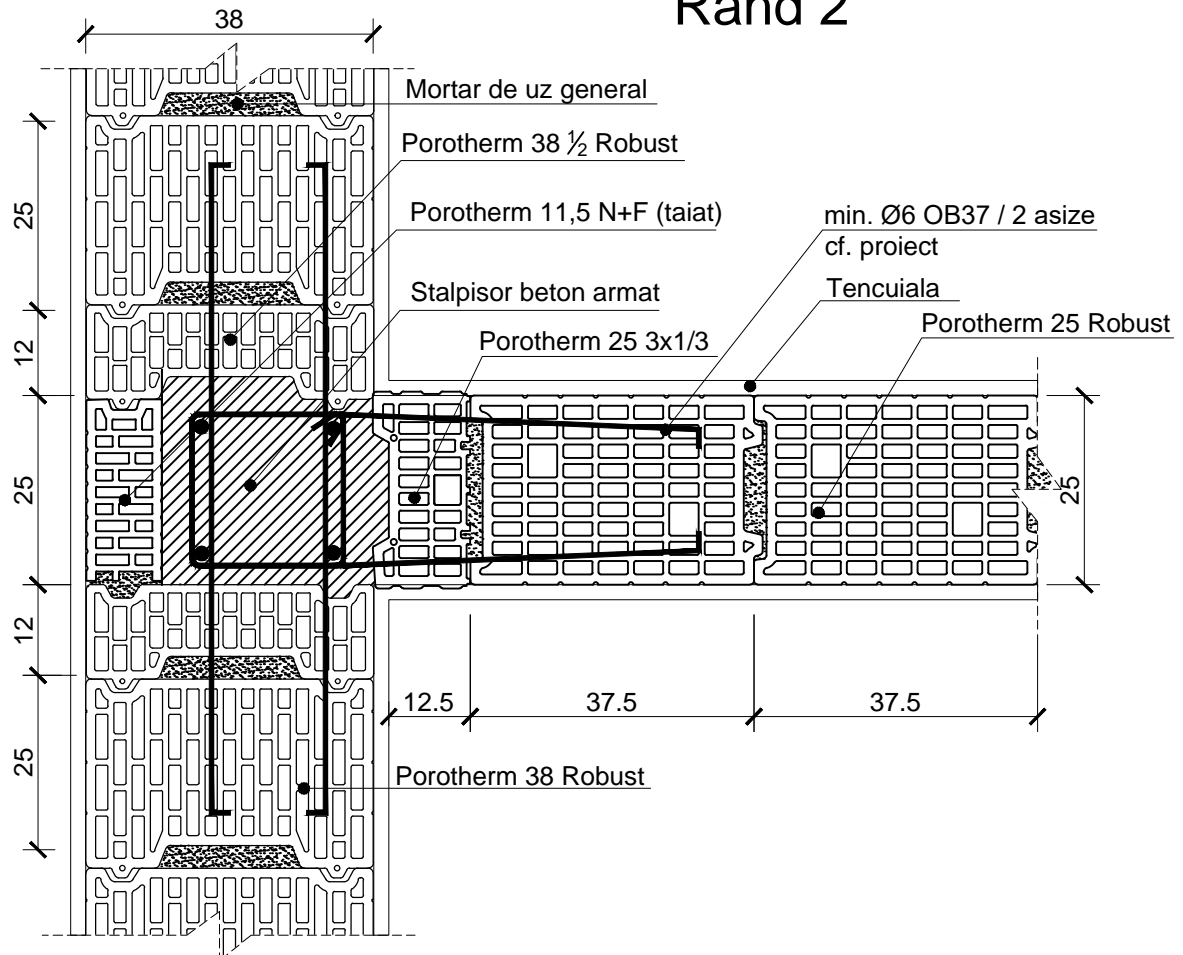 Rand 2
38
Mortar de uz general
Porotherm 38 ½ Robust
Porotherm 11,5 N+F (taiat)
min. Ø6 OB37 / 2 asize
cf. proiect
Stalpisor beton armat
Tencuiala
Porotherm 25 3x1/3
Porotherm 25 Robust
25
12
25
12
25
25
12.5
37.5
37.5
Porotherm 38 Robust